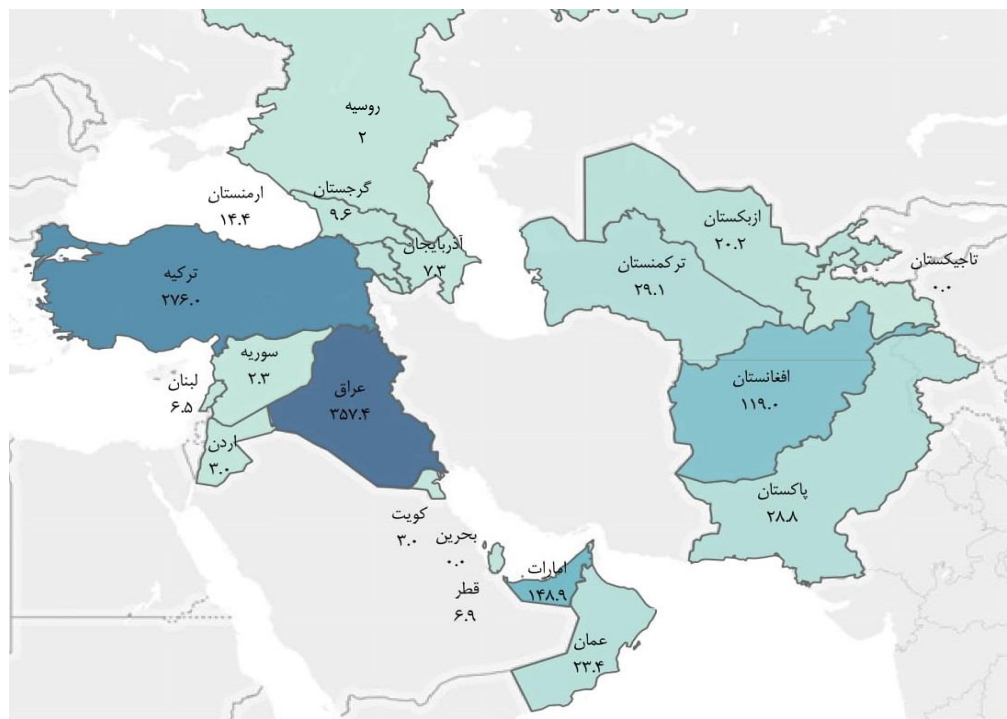 روسیه
۲
گرجستان
۹.۶
ارمنستان
۱۴.۴
آذربایجان
۷.۳
ازبکستان
۲۰.۲
تاجیکستان
۰.۰
ترکمنستان
۲۹.۱
ترکیه
۲۷۶.۰
سوریه
۲.۳
لبنان
۶.۵
عراق
۳۵۷.۴
افغانستان
۱۱۹.۰
اردن
۳.۰
پاکستان
۲۸.۸
کویت
۳.۰
بحرین
۰.۰
قطر
۶.۹
امارات
۱۴۸.۹
عمان
۲۳.۴